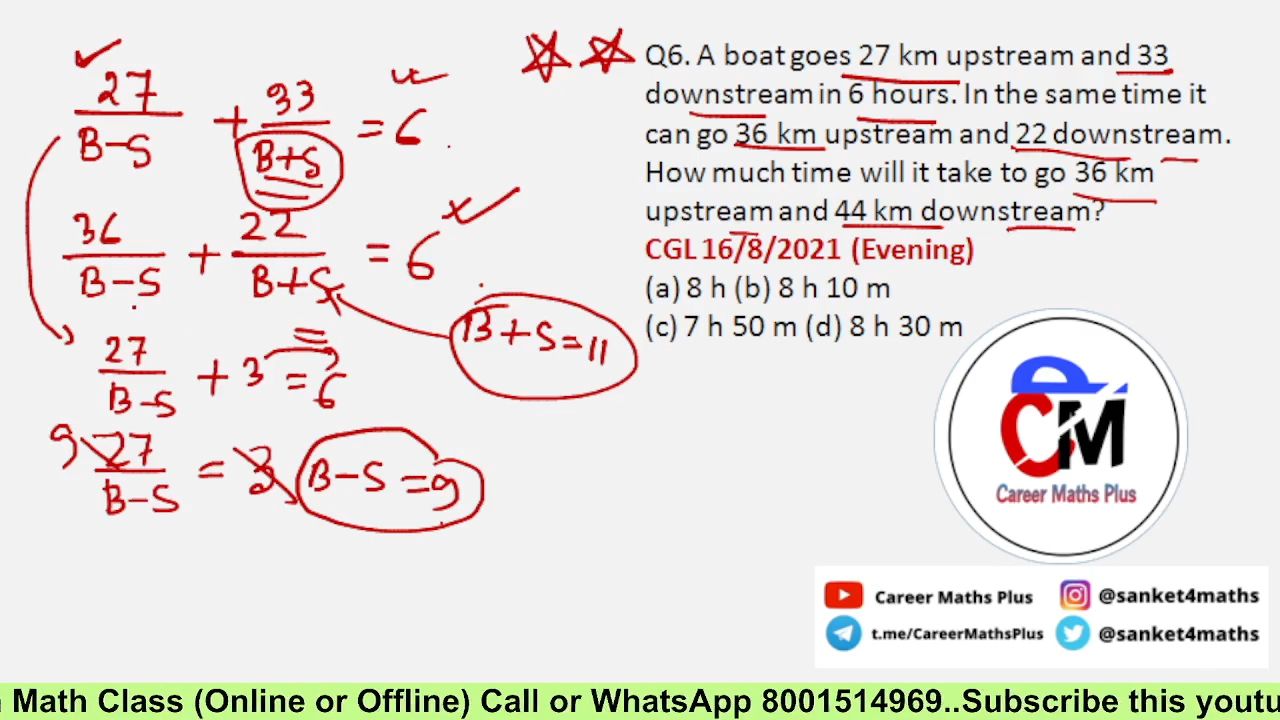 27/B-S + 33/B+S = 6
36/B-S + 22/B+S = 6
B+S=11
27/B-S + 3 = 6
9 27/B-S = 3 B-S=9
Q6. A boat goes 27 km upstream and 33
downstream in 6 hours. In the same time it
can go 36 km upstream and 22 downstream.
How much time will it take to go 36 km
upstream and 44 km downstream?
CGL 16/8/2021 (Evening)
(a) 8 h (b) 8 h 10 m
(c) 7 h 50 m (d) 8 h 30 m
CM
Career Maths Plus
Career Maths Plus @sanket4maths
t.me/CareerMathsPlus @sanket4maths
Math Class (Online or Offline) Call or WhatsApp 8001514969..Subscribe this youtu